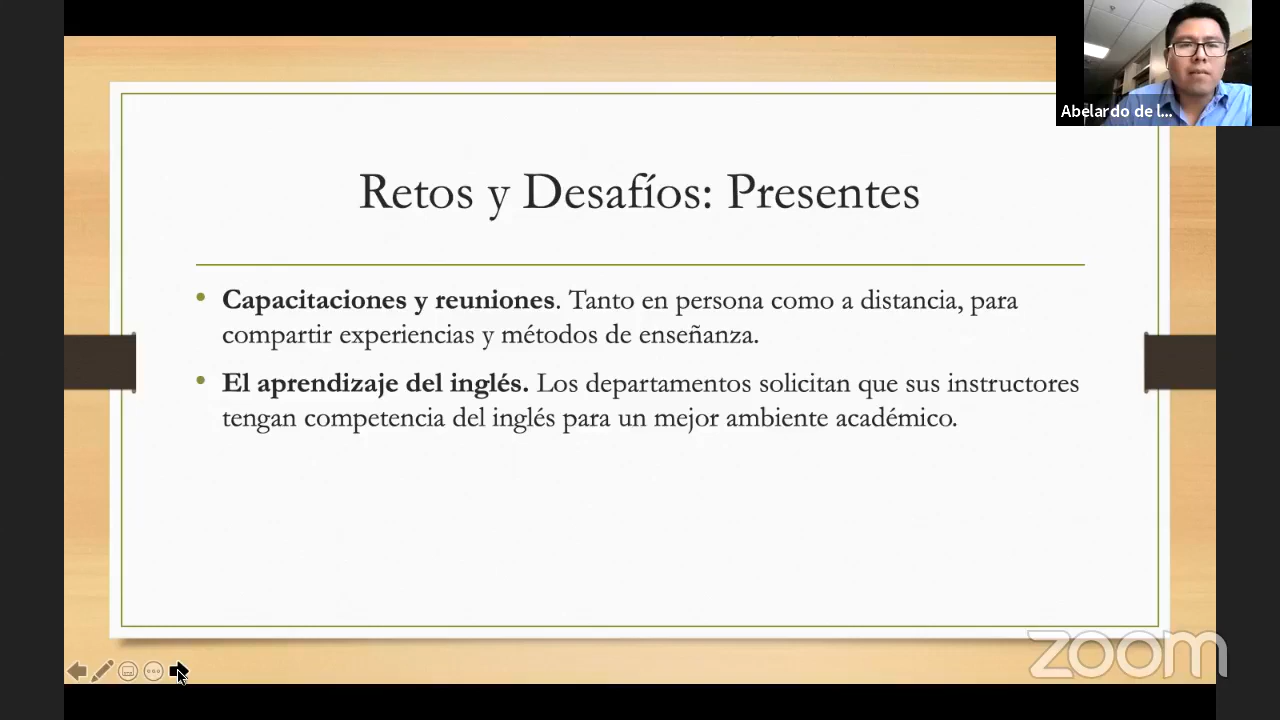 Abelardo de l...
Retos y Desafíos: Presentes
• Capacitaciones y reuniones. Tanto en persona como a distancia, para
compartir experiencias y métodos de enseñanza.
• El aprendizaje del inglés. Los departamentos solicitan que sus instructores
tengan competencia del inglés para un mejor ambiente académico.
zoom